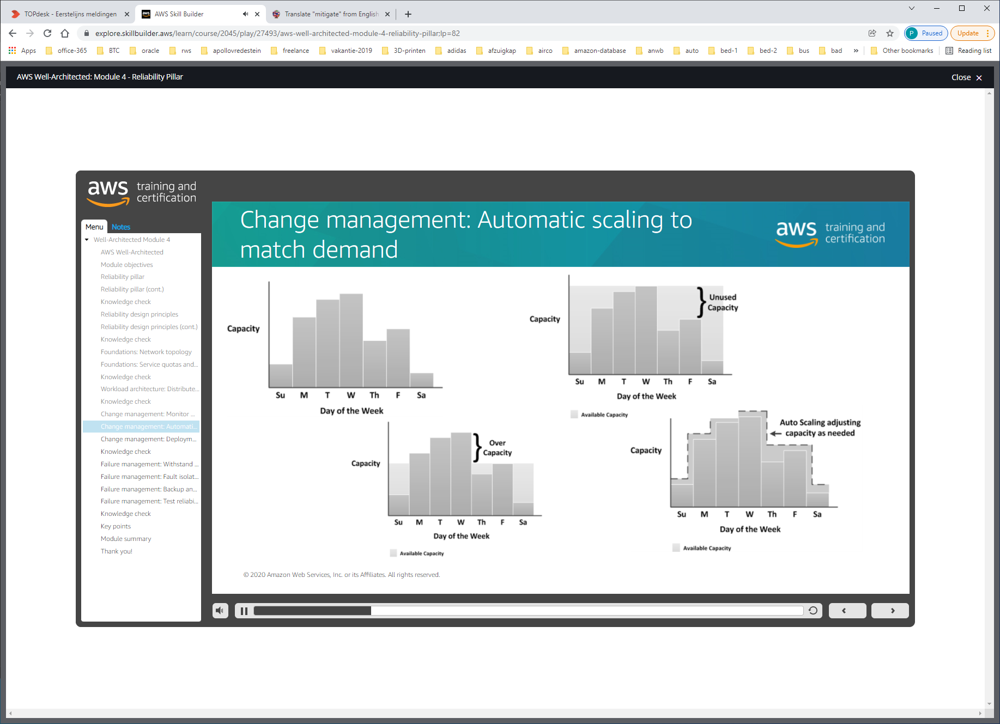 TOPdesk - Eerstelijns meldingen
AWS Skill Builder
Translate "mitigate" from English
explore.skillbuilder.aws/learn/course/2045/play/27493/aws-well-architected-module-4-reliability-pillar;lp=82
P Paused
Update
Apps office-365 BTC oracle rws apollovredestein freelance vakantie-2019 3D-printen adidas afzuigkap airco amazon-database anwb auto bed-1 bed-2 bus bad » Other bookmarks Reading list
AWS Well-Architected: Module 4 - Reliability Pillar
Close
aws training and
certification
Menu Notes
Well-Architected Module 4
AWS Well-Architected
Module objectives
Reliability pillar
Reliability pillar (cont.)
Knowledge check
Reliability design principles
Reliability design principles (cont.)
Knowledge check
Foundations: Network topology
Foundations: Service quotas and...
Knowledge check
Workload architecture: Distribute...
Knowledge check
Change management: Monitor ...
Change management: Automati...
Change management: Deploym...
Knowledge check
Failure management: Withstand ...
Failure management: Fault isolat...
Failure management: Backup an...
Failure management: Test reliabi...
Knowledge check
Key points
Module summary
Thank you!
Change management: Automatic scaling to
match demand
aws training and
certification
Capacity
Su M T W Th F Sa
Day of the Week
Unused
Capacity
Capacity
Su M T W Th F Sa
Day of the Week
Available Capacity
Over
Capacity
Capacity
Su M T W Th F Sa
Day of the Week
Available Capacity
Auto Scaling adjusting
capacity as needed
Capacity
Su M T W Th F Sa
Day of the Week
Available Capacity
© 2020 Amazon Web Services, Inc. or its Affiliates. All rights reserved.